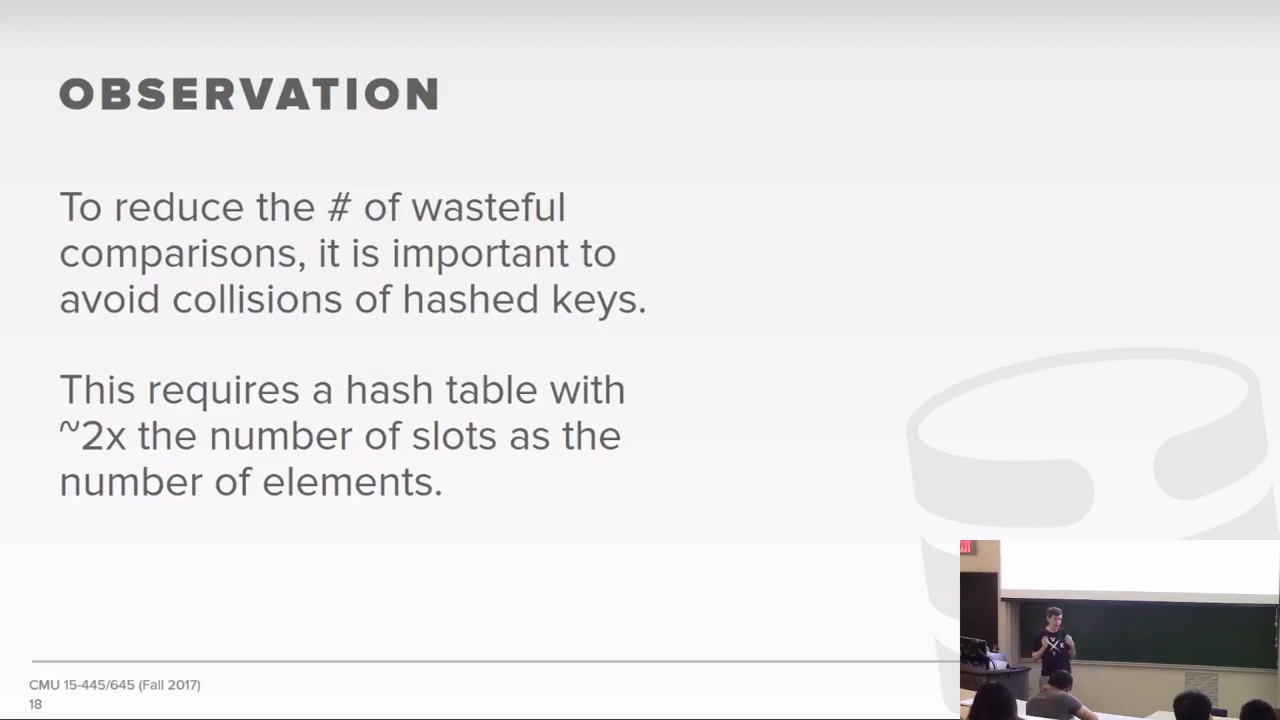 OBSERVATION
To reduce the # of wasteful
comparisons, it is important to
avoid collisions of hashed keys.
This requires a hash table with
~2x the number of slots as the
number of elements.
CMU 15-445/645 (Fall 2017)
18